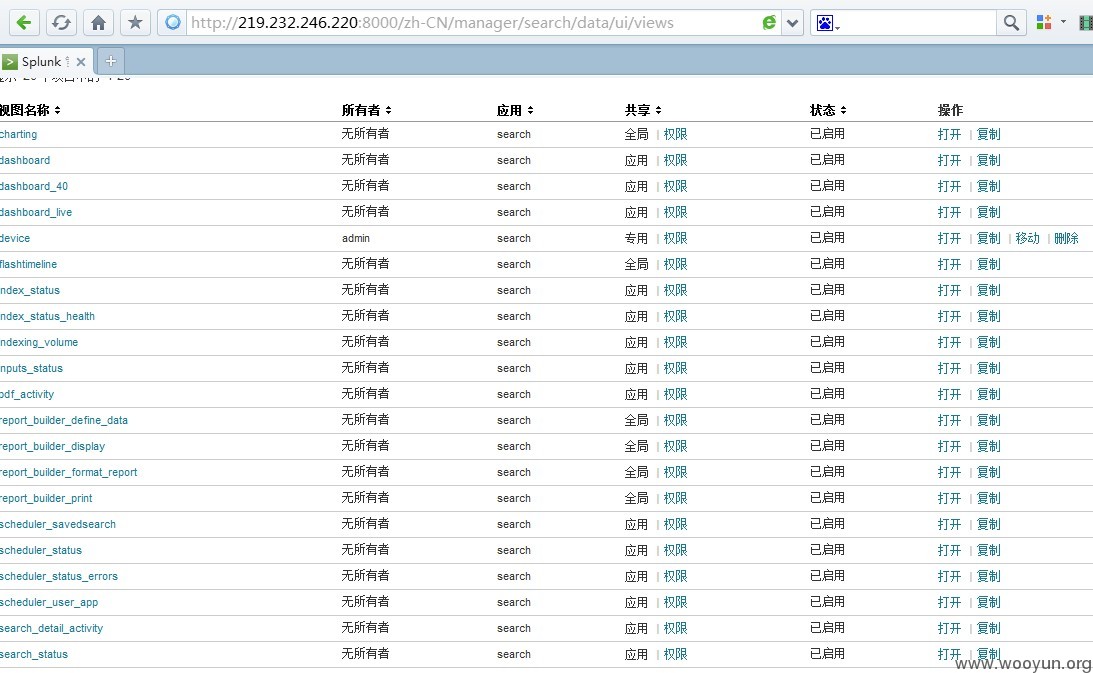 http://219.232.246.220:8000/zh-CN/manager/search/data/ui/views
Splunk
视图名称 所有者 应用 共享 状态 操作
charting 无所有者 search 全局 | 权限 已启用 打开 | 复制
dashboard 无所有者 search 应用 | 权限 已启用 打开 | 复制
dashboard_40 无所有者 search 应用 | 权限 已启用 打开 | 复制
dashboard_live 无所有者 search 应用 | 权限 已启用 打开 | 复制
device admin search 专用 | 权限 已启用 打开 | 复制 | 移动 | 删除
flashtimeline 无所有者 search 全局 | 权限 已启用 打开 | 复制
index_status 无所有者 search 应用 | 权限 已启用 打开 | 复制
index_status_health 无所有者 search 应用 | 权限 已启用 打开 | 复制
indexing_volume 无所有者 search 应用 | 权限 已启用 打开 | 复制
inputs_status 无所有者 search 应用 | 权限 已启用 打开 | 复制
pdf_activity 无所有者 search 应用 | 权限 已启用 打开 | 复制
report_builder_define_data 无所有者 search 全局 | 权限 已启用 打开 | 复制
report_builder_display 无所有者 search 全局 | 权限 已启用 打开 | 复制
report_builder_format_report 无所有者 search 全局 | 权限 已启用 打开 | 复制
report_builder_print 无所有者 search 全局 | 权限 已启用 打开 | 复制
scheduler_savedsearch 无所有者 search 应用 | 权限 已启用 打开 | 复制
scheduler_status 无所有者 search 应用 | 权限 已启用 打开 | 复制
scheduler_status_errors 无所有者 search 应用 | 权限 已启用 打开 | 复制
scheduler_user_app 无所有者 search 应用 | 权限 已启用 打开 | 复制
search_detail_activity 无所有者 search 应用 | 权限 已启用 打开 | 复制
search_status 无所有者 search 应用 | 权限 已启用 打开 | 复制
www.wooyun.org